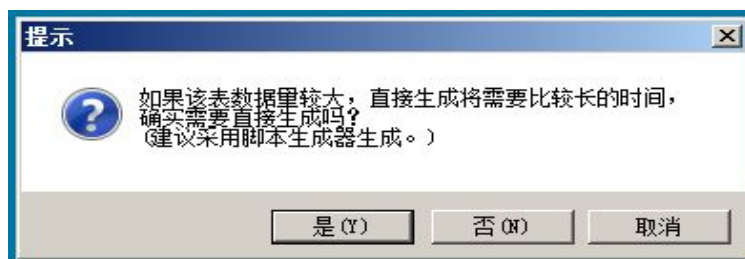 提示
如果该表数据量较大，直接生成将需要比较长的时间，
确实需要直接生成吗？
(建议采用脚本生成器生成。)
是(Y)
否(N)
取消